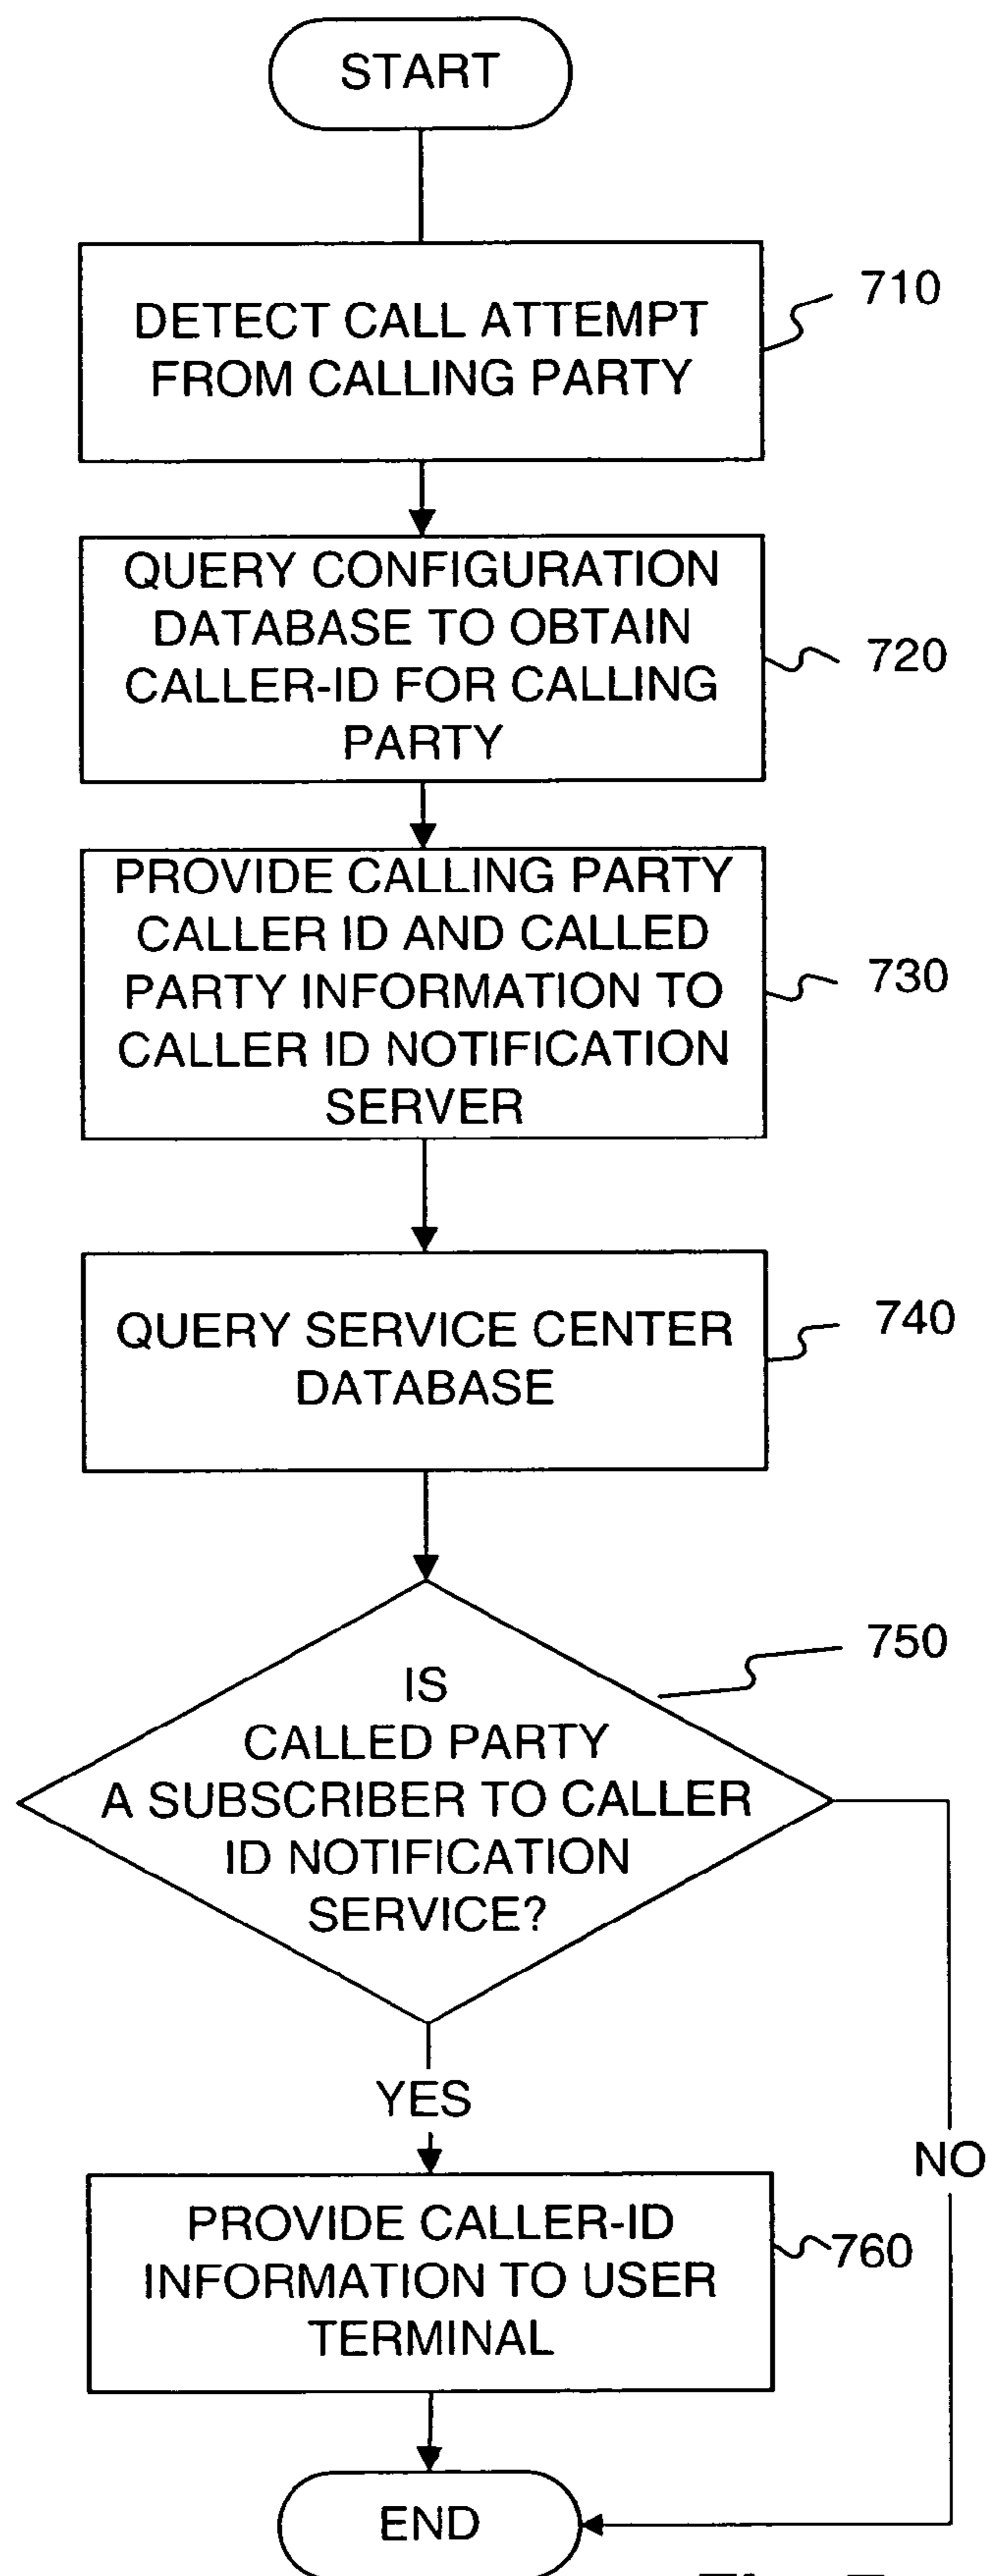 START
DETECT CALL ATTEMPT
FROM CALLING PARTY
710
QUERY CONFIGURATION
DATABASE TO OBTAIN
CALLER-ID FOR CALLING
PARTY
720
PROVIDE CALLING PARTY
CALLER ID AND CALLED
PARTY INFORMATION TO
CALLER ID NOTIFICATION
SERVER
730
QUERY SERVICE CENTER
DATABASE
740
IS
CALLED PARTY
A SUBSCRIBER TO CALLER
ID NOTIFICATION
SERVICE?
750
YES
NO
PROVIDE CALLER-ID
INFORMATION TO USER
TERMINAL
760
END